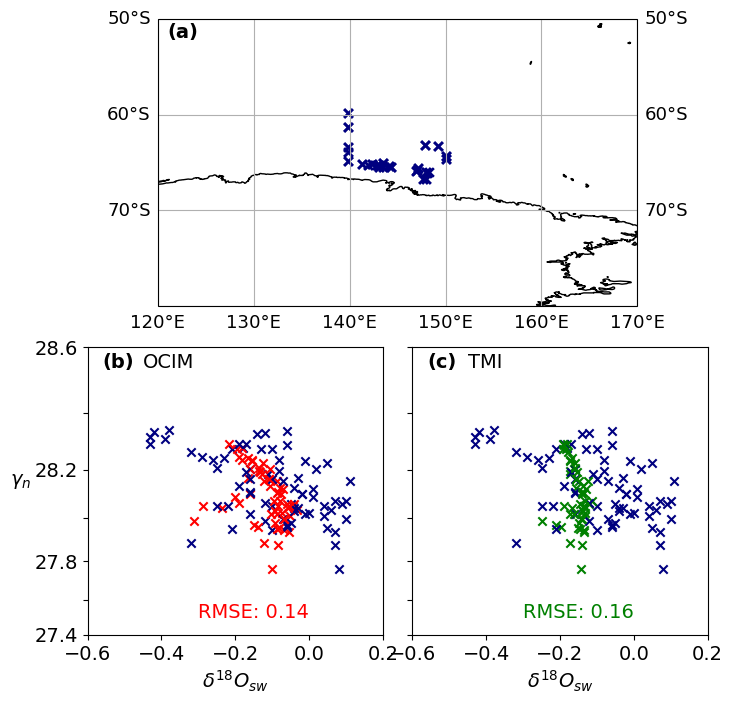 50°S 50°S
(a)
60°S 60°S
70°S 70°S
120°E 130°E 140°E 150°E 160°E 170°E
28.6
(b) OCIM (c) TMI
28.2
γn
27.8
RMSE: 0.14 RMSE: 0.16
27.4
−0.6 −0.4 −0.2 0.0 0.2 −0.6 −0.4 −0.2 0.0 0.2
δ¹⁸Osw δ¹⁸Osw